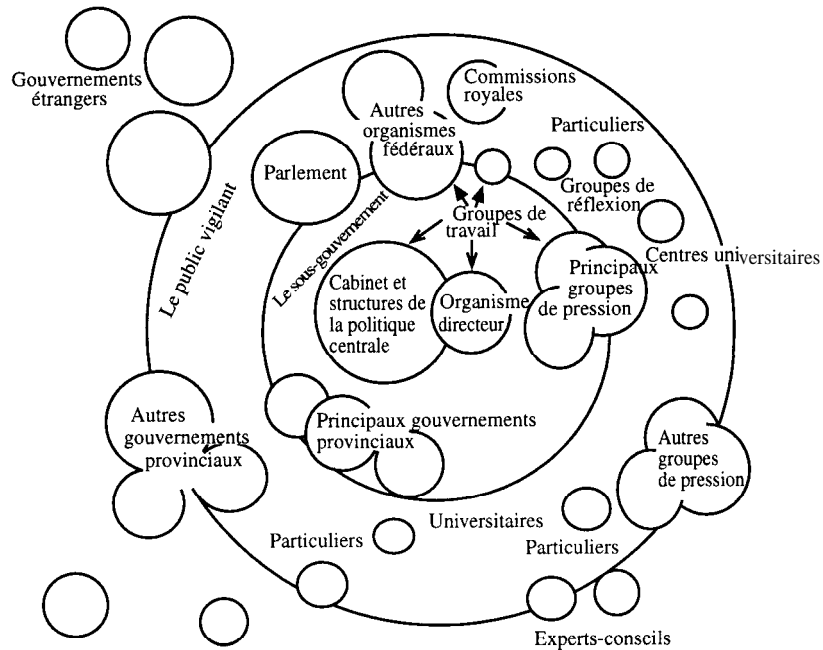 Gouvernements
étrangers
Commissions
royales
Autres
organismes
fédéraux
Particuliers
Parlement
Groupes de
réflexion
Le public vigilant
Le sous-gouvernement
Groupes de
travail
Centres universitaires
Cabinet et
structures de
la politique
centrale
Organisme
directeur
Principaux
groupes
de pression
Autres
gouvernements
provinciaux
Principaux gouvernements
provinciaux
Autres
groupes
de pression
Universitaires
Particuliers
Particuliers
Experts-conscils